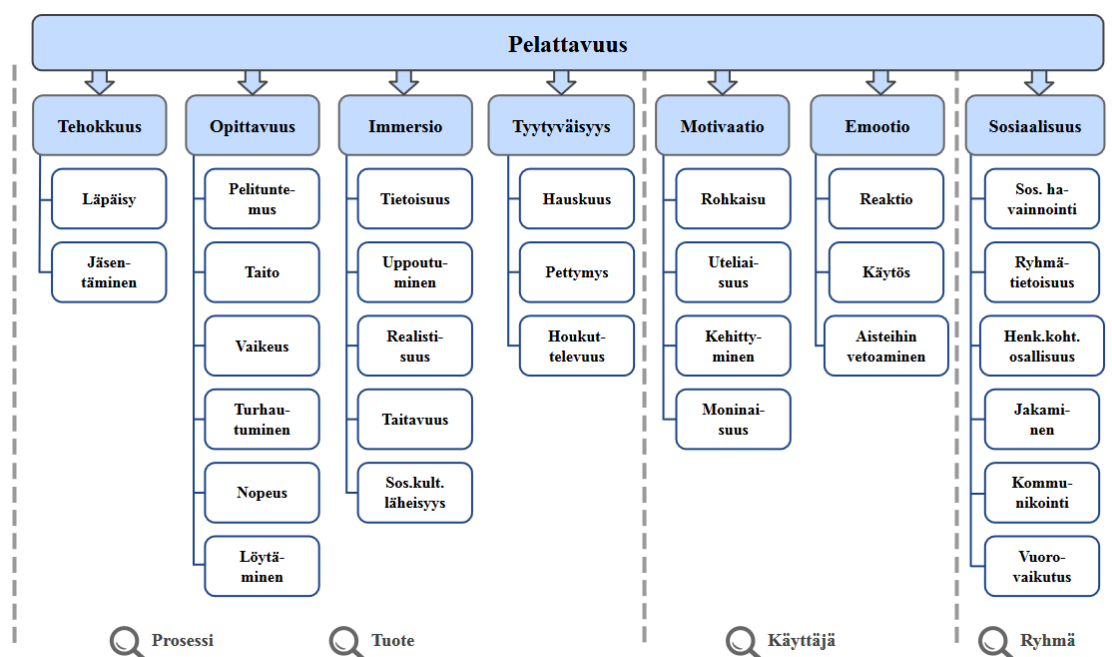 Pelattavuus
Tehokkuus
Läpäisy
Jäsen-
täminen
Opittavuus
Pelitunte-
mus
Taito
Vaikeus
Turhau-
tuminen
Nopeus
Löytä-
minen
Immersio
Tietoisuus
Uppoutu-
minen
Realisti-
suus
Taitavuus
Sos.kult.
läheisyys
Tyytyväisyys
Hauskuus
Pettymys
Houkut-
televuus
Motivaatio
Rohkaisu
Uteliai-
suus
Kehitty-
minen
Moninai-
suus
Emootio
Reaktio
Käytös
Aisteihin
vetoaminen
Sosiaalisuus
Sos. ha-
vainnointi
Ryhmä-
tietoisuus
Henk.koht.
osallisuus
Jakami-
nen
Kommu-
nikointi
Vuoro-
vaikutus
Prosessi
Tuote
Käyttäjä
Ryhmä